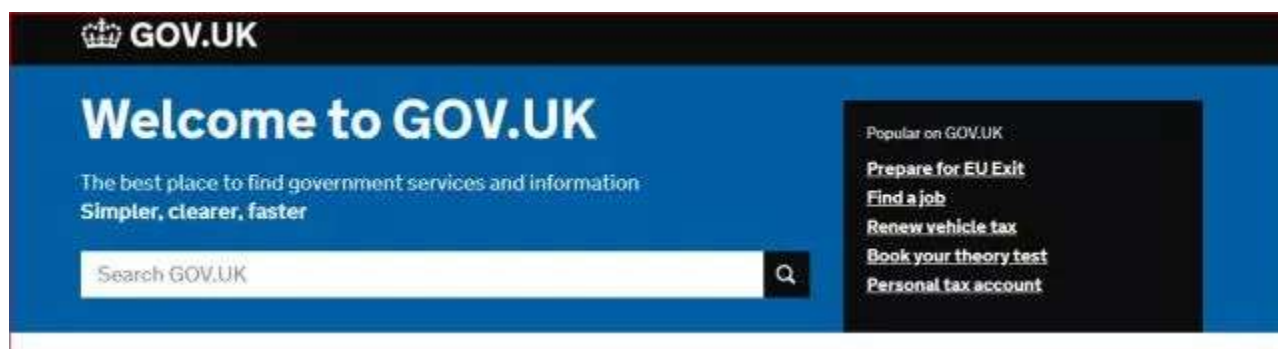 GOV.UK
Welcome to GOV.UK
The best place to find government services and information
Simpler, clearer, faster
Search GOV.UK
Popular on GOV.UK
Prepare for EU Exit
Find a job
Renew vehicle tax
Book your theory test
Personal tax account